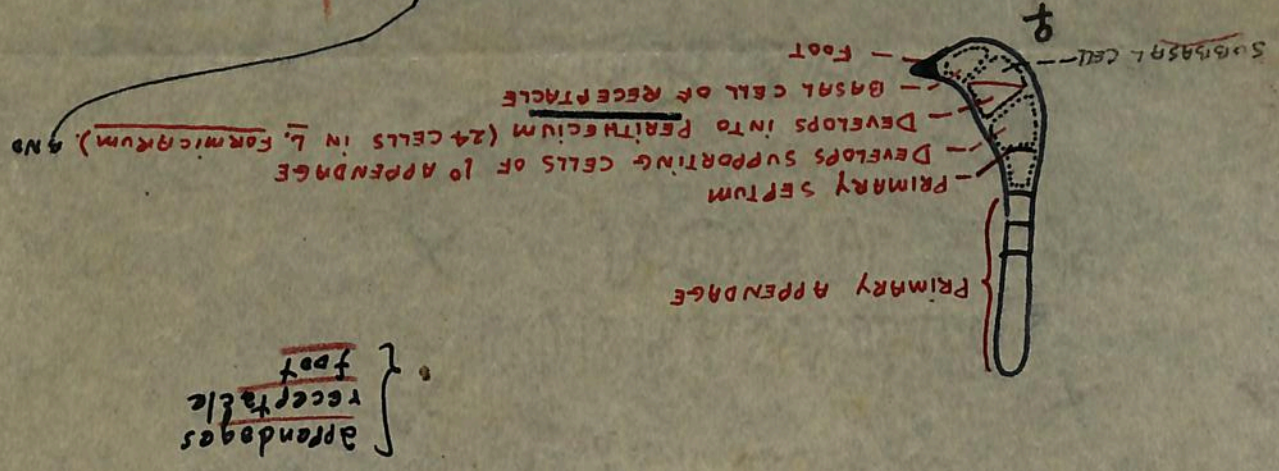 appendages
receptacle
foot
PRIMARY APPENDAGE
PRIMARY SEPTUM
DEVELOPS SUPPORTING CELLS OF 1° APPENDAGE
DEVELOPS INTO PERITHECIUM (24 CELLS IN L. FORMICARUM). AND
BASAL CELL OF RECEPTACLE
FOOT
SUBBASAL CELL
♀